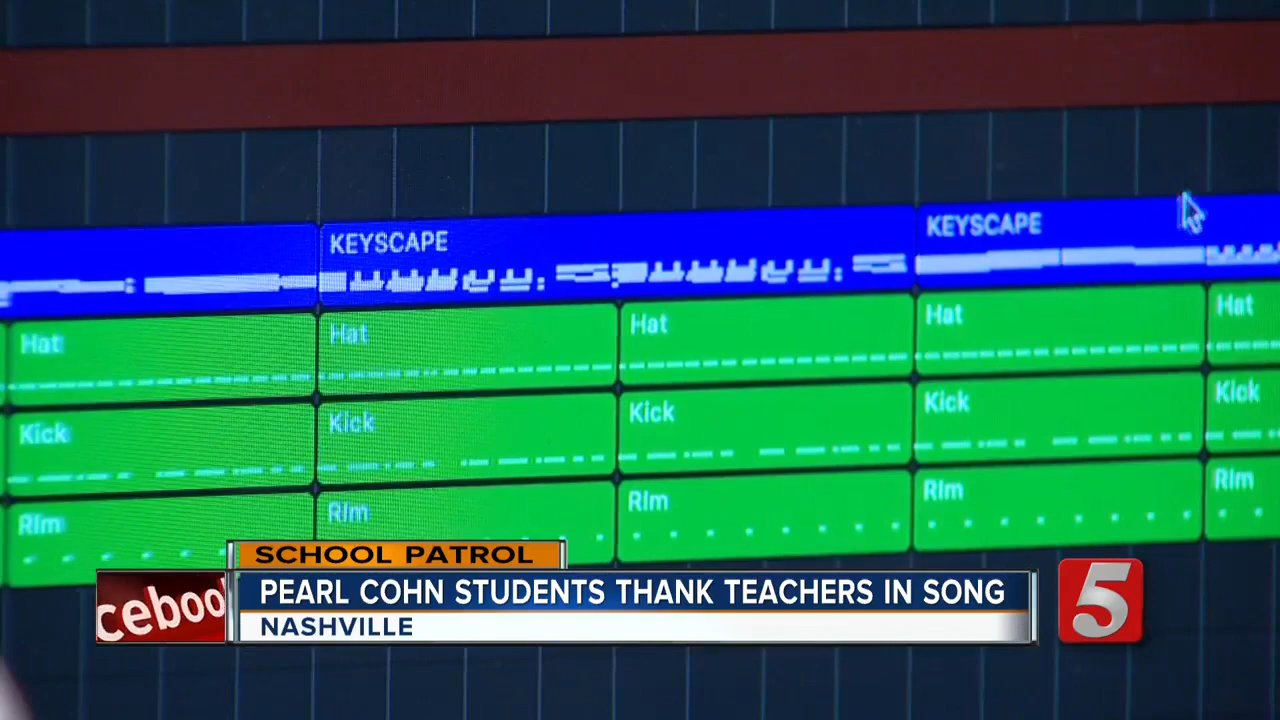 KEYSCAPE KEYSCAPE
Hat Hat Hat Hat Hat
Kick Kick Kick Kick Kick
RIm RIm RIm RIm RIm
SCHOOL PATROL
ceboo
PEARL COHN STUDENTS THANK TEACHERS IN SONG
NASHVILLE
5